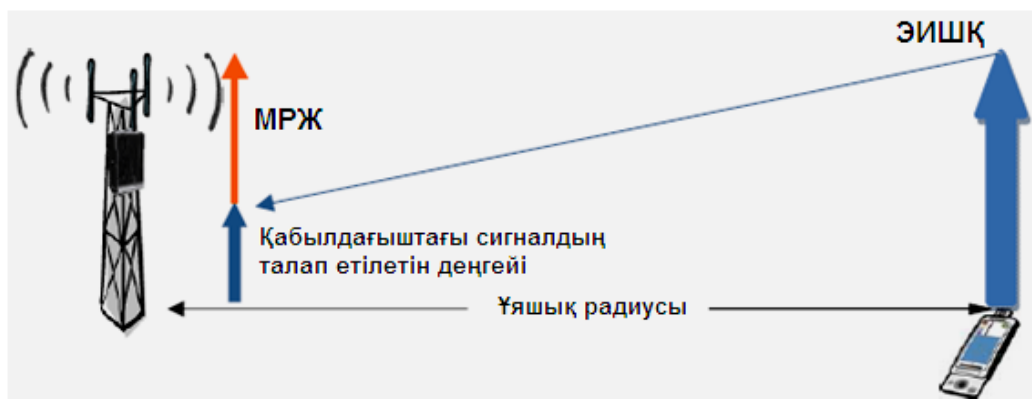 ЭИШҚ
МРЖ
Қабылдағыштағы сигналдың
талап етілетін деңгейі
Ұяшық радиусы